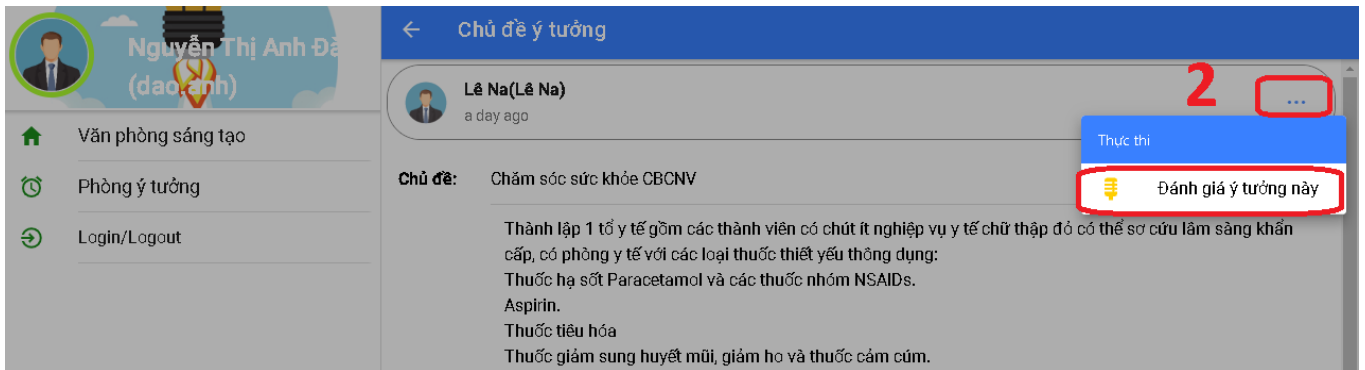 Nguyễn Thị Anh Đà
(dao.anh)
Văn phòng sáng tạo
Phòng ý tưởng
Login/Logout
Chủ đề ý tưởng
Lê Na(Lê Na)
a day ago
2
...
Thực thi
Đánh giá ý tưởng này
Chủ đề: Chăm sóc sức khỏe CBCNV
Thành lập 1 tổ y tế gồm các thành viên có chút ít nghiệp vụ y tế chữ thập đỏ có thể sơ cứu lâm sàng khẩn
cấp, có phòng y tế với các loại thuốc thiết yếu thông dụng:
Thuốc hạ sốt Paracetamol và các thuốc nhóm NSAIDs.
Aspirin.
Thuốc tiêu hóa
Thuốc giảm sung huyết mũi, giảm ho và thuốc cảm cúm.